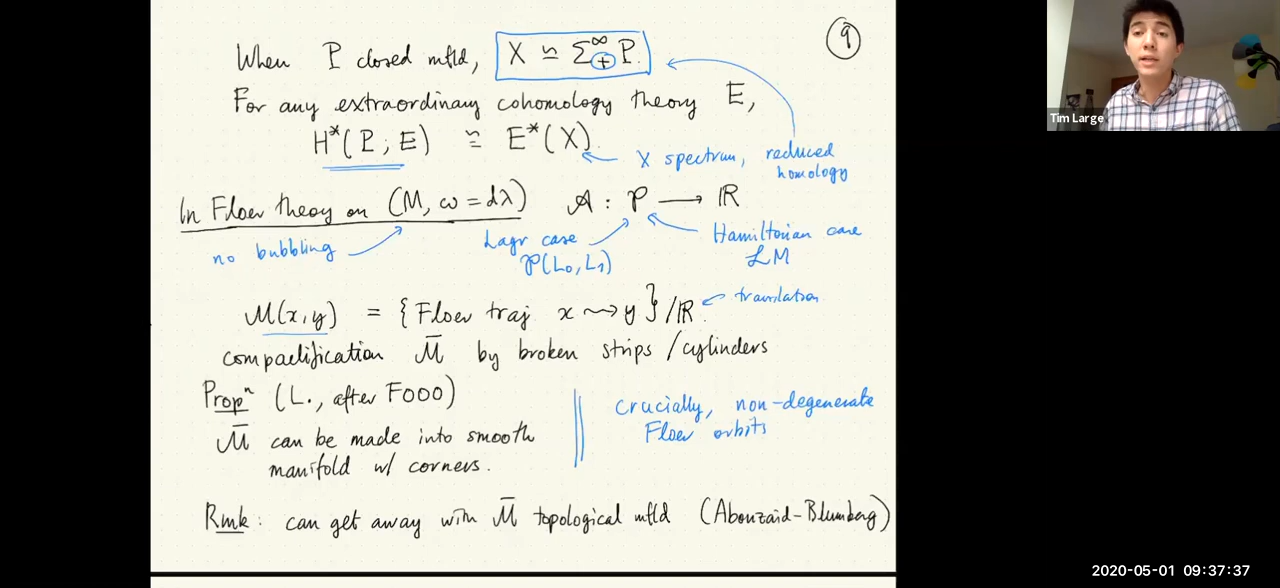 9
When P closed mfld, X ≃ Σ^∞_+ P.
For any extraordinary cohomology theory E,
H*(P; E) ≅ E*(X)
X spectrum, reduced homology
In Floer theory on (M, ω = dλ) 𝒜 : 𝒫 ⟶ ℝ
no bubbling
Lagr case
𝒫(L₀, L₁)
Hamiltonian case
ℒM
M(x,y) = { Floer traj x ⇝ y } / ℝ.
translation
compactification M̄ by broken strips / cylinders
Propⁿ (L., after FOOO)
M̄ can be made into smooth
manifold w/ corners.
Crucially, non-degenerate
Floer orbits
Rmk: can get away with M̄ topological mfld (Abouzaid-Blumberg)
Tim Large
2020-05-01 09:37:37